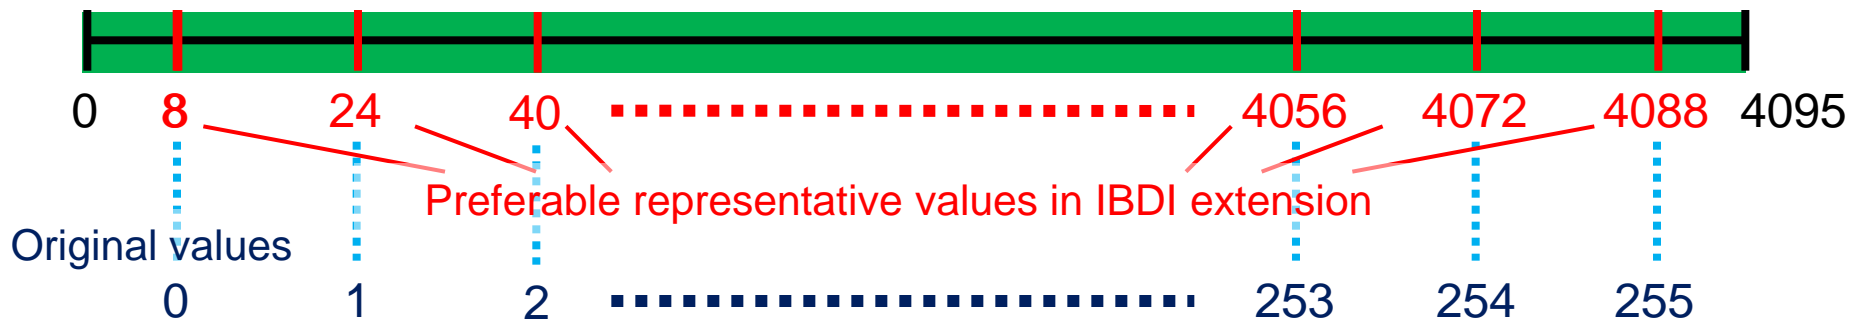 0 8 24 40 4056 4072 4088 4095
Preferable representative values in IBDI extension
Original values
0 1 2 253 254 255